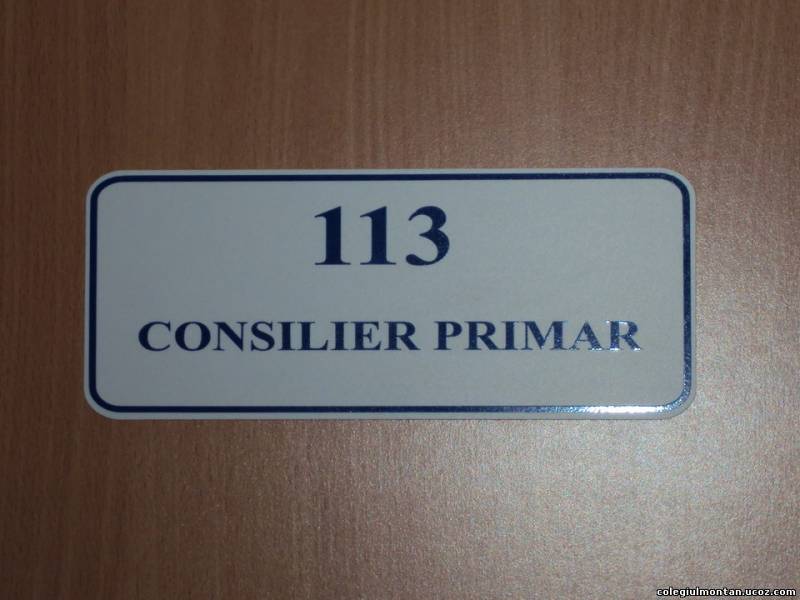 113
CONSILIER PRIMAR
colegiulmontan.ucoz.com